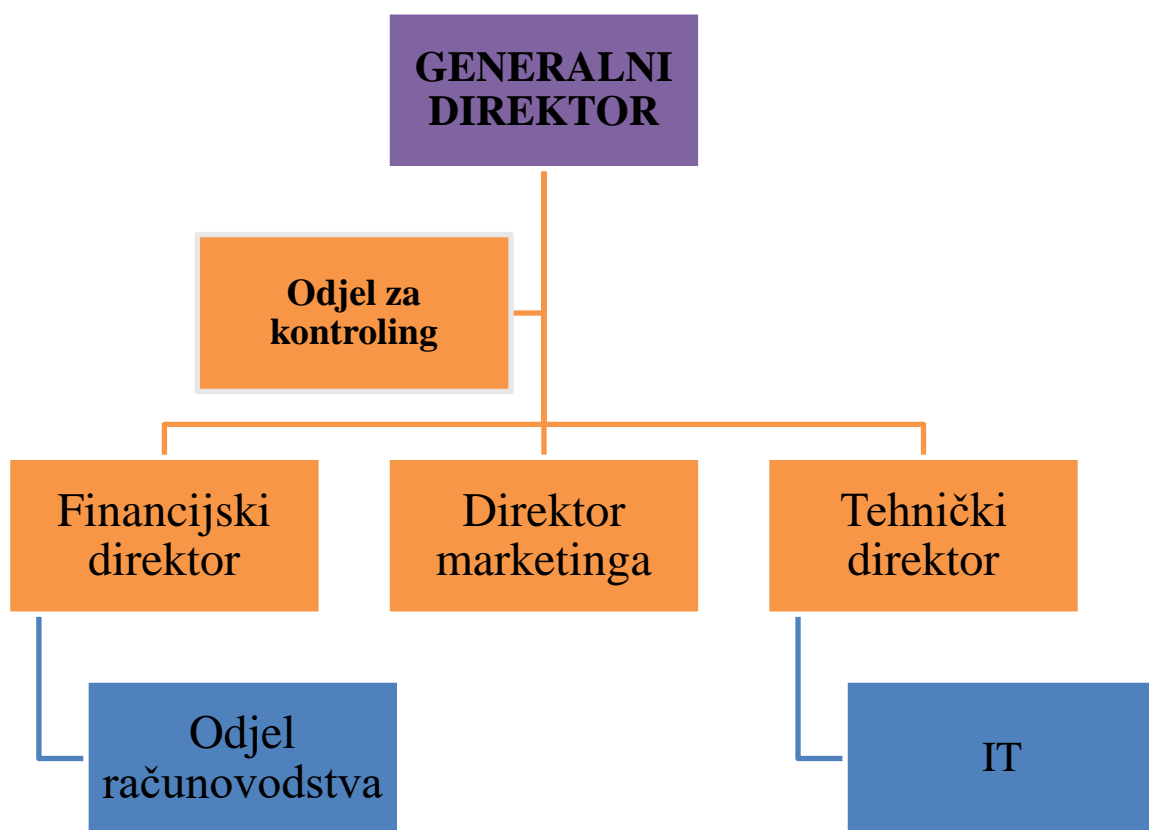 GENERALNI
DIREKTOR
Odjel za
kontroling
Financijski
direktor
Direktor
marketinga
Tehnički
direktor
Odjel
računovodstva
IT